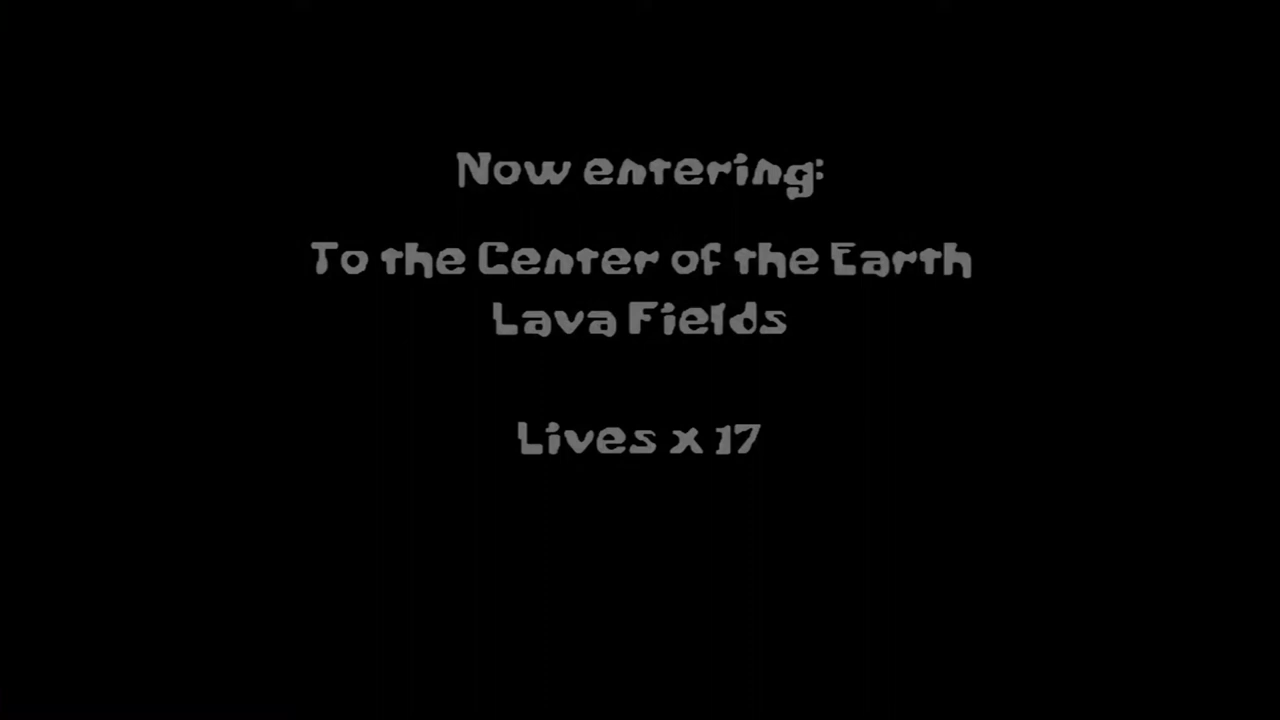 Now entering:
To the Center of the Earth
Lava Fields
Lives x 17